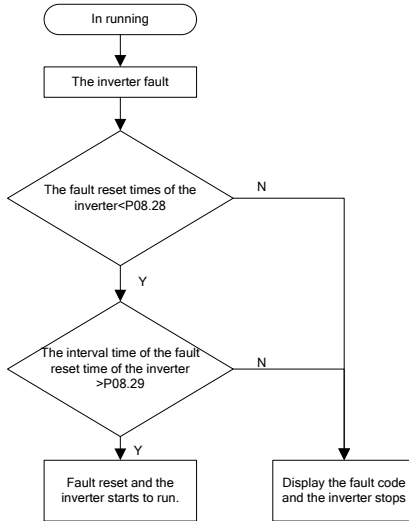 In running
The inverter fault
The fault reset times of the
inverter<P08.28
N
Y
The interval time of the fault
reset time of the inverter
>P08.29
N
Y
Fault reset and the
inverter starts to run.
Display the fault code
and the inverter stops